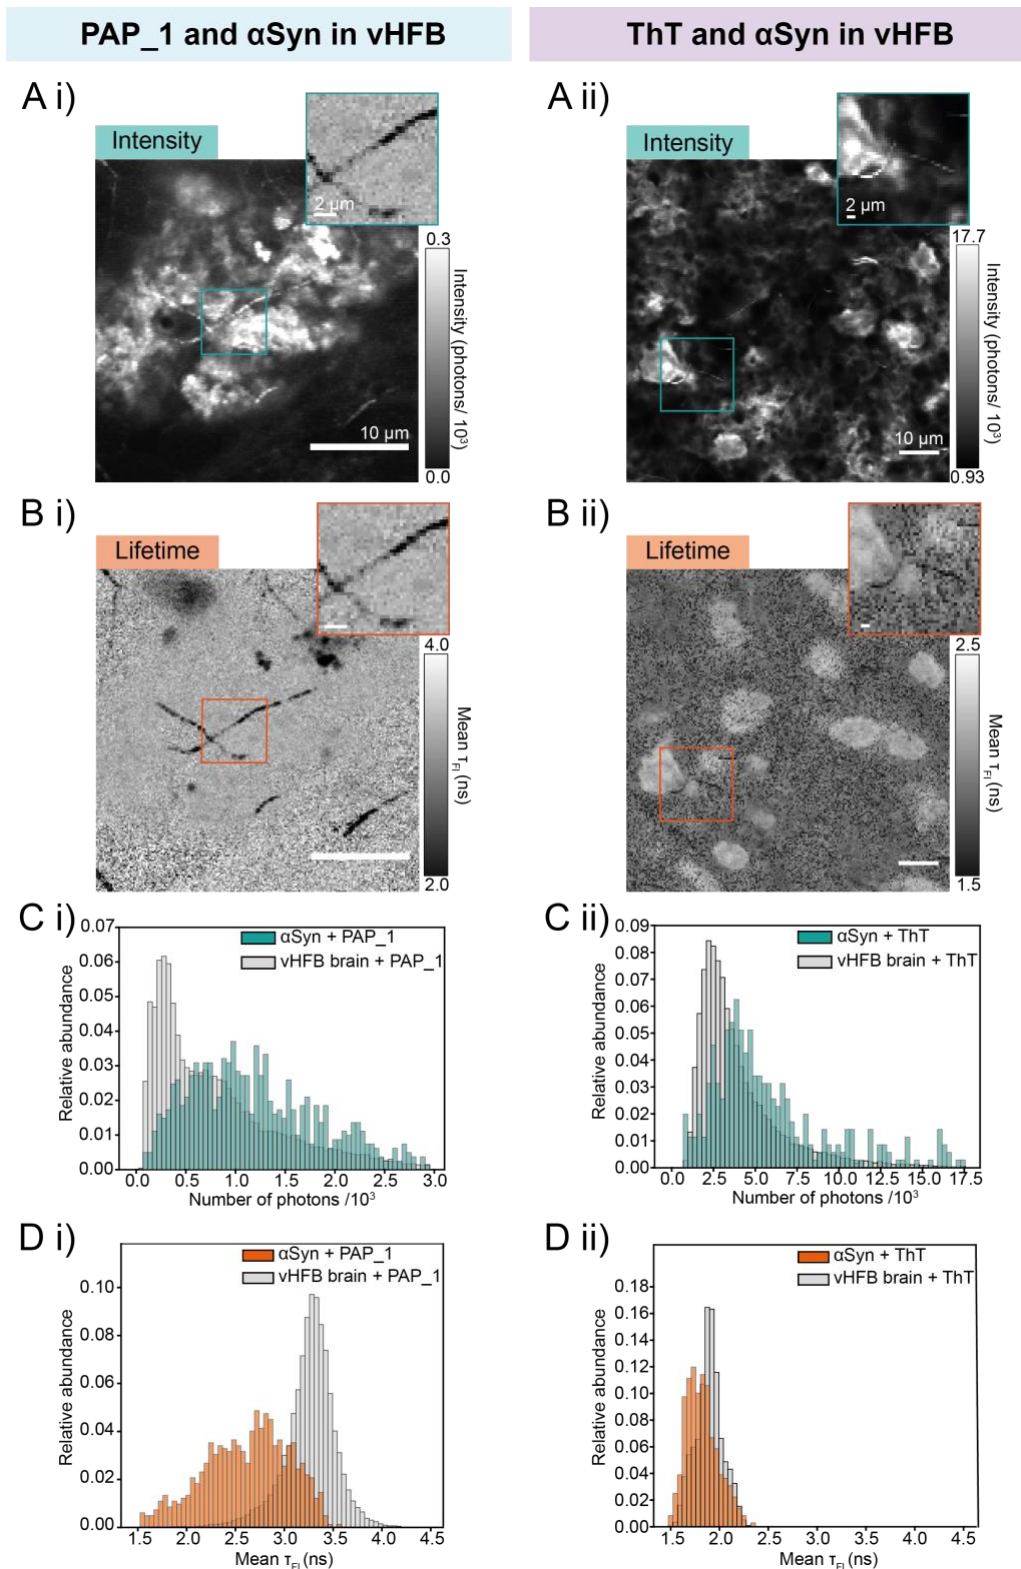 PAP_1 and αSyn in vHFB
ThT and αSyn in vHFB
A i)
Intensity
2 μm
10 μm
0.3
Intensity (photons/ 10³)
0.0
A ii)
Intensity
2 μm
10 μm
17.7
Intensity (photons/ 10³)
0.93
B i)
Lifetime
4.0
Mean τFl (ns)
2.0
B ii)
Lifetime
2.5
Mean τFl (ns)
1.5
C i)
αSyn + PAP_1
vHFB brain + PAP_1
Relative abundance
0.07
0.06
0.05
0.04
0.03
0.02
0.01
0.00
0.0 0.5 1.0 1.5 2.0 2.5 3.0
Number of photons /10³
C ii)
αSyn + ThT
vHFB brain + ThT
Relative abundance
0.09
0.08
0.07
0.06
0.05
0.04
0.03
0.02
0.01
0.00
0.0 2.5 5.0 7.5 10.0 12.5 15.0 17.5
Number of photons /10³
D i)
αSyn + PAP_1
vHFB brain + PAP_1
Relative abundance
0.10
0.08
0.06
0.04
0.02
0.00
1.5 2.0 2.5 3.0 3.5 4.0 4.5
Mean τFl (ns)
D ii)
αSyn + ThT
vHFB brain + ThT
Relative abundance
0.18
0.16
0.14
0.12
0.10
0.08
0.06
0.04
0.02
0.00
1.5 2.0 2.5 3.0 3.5 4.0 4.5
Mean τFl (ns)